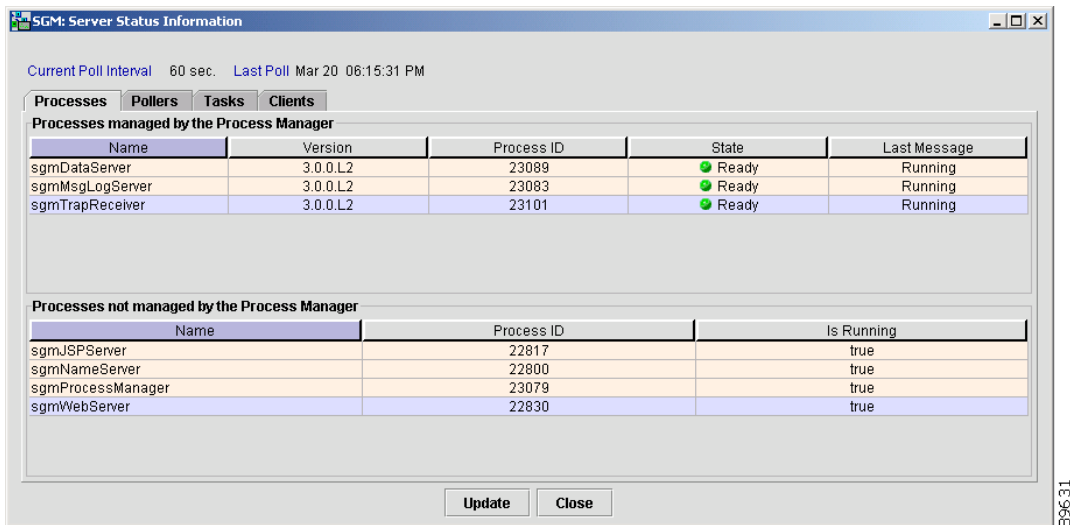 SGM: Server Status Information
Current Poll Interval 60 sec. Last Poll Mar 20 06:15:31 PM
Processes Pollers Tasks Clients
Processes managed by the Process Manager
Name Version Process ID State Last Message
sgmDataServer 3.0.0.L2 23089 Ready Running
sgmMsgLogServer 3.0.0.L2 23083 Ready Running
sgmTrapReceiver 3.0.0.L2 23101 Ready Running
Processes not managed by the Process Manager
Name Process ID Is Running
sgmJSPServer 22817 true
sgmNameServer 22800 true
sgmProcessManager 23079 true
sgmWebServer 22830 true
Update Close
89631